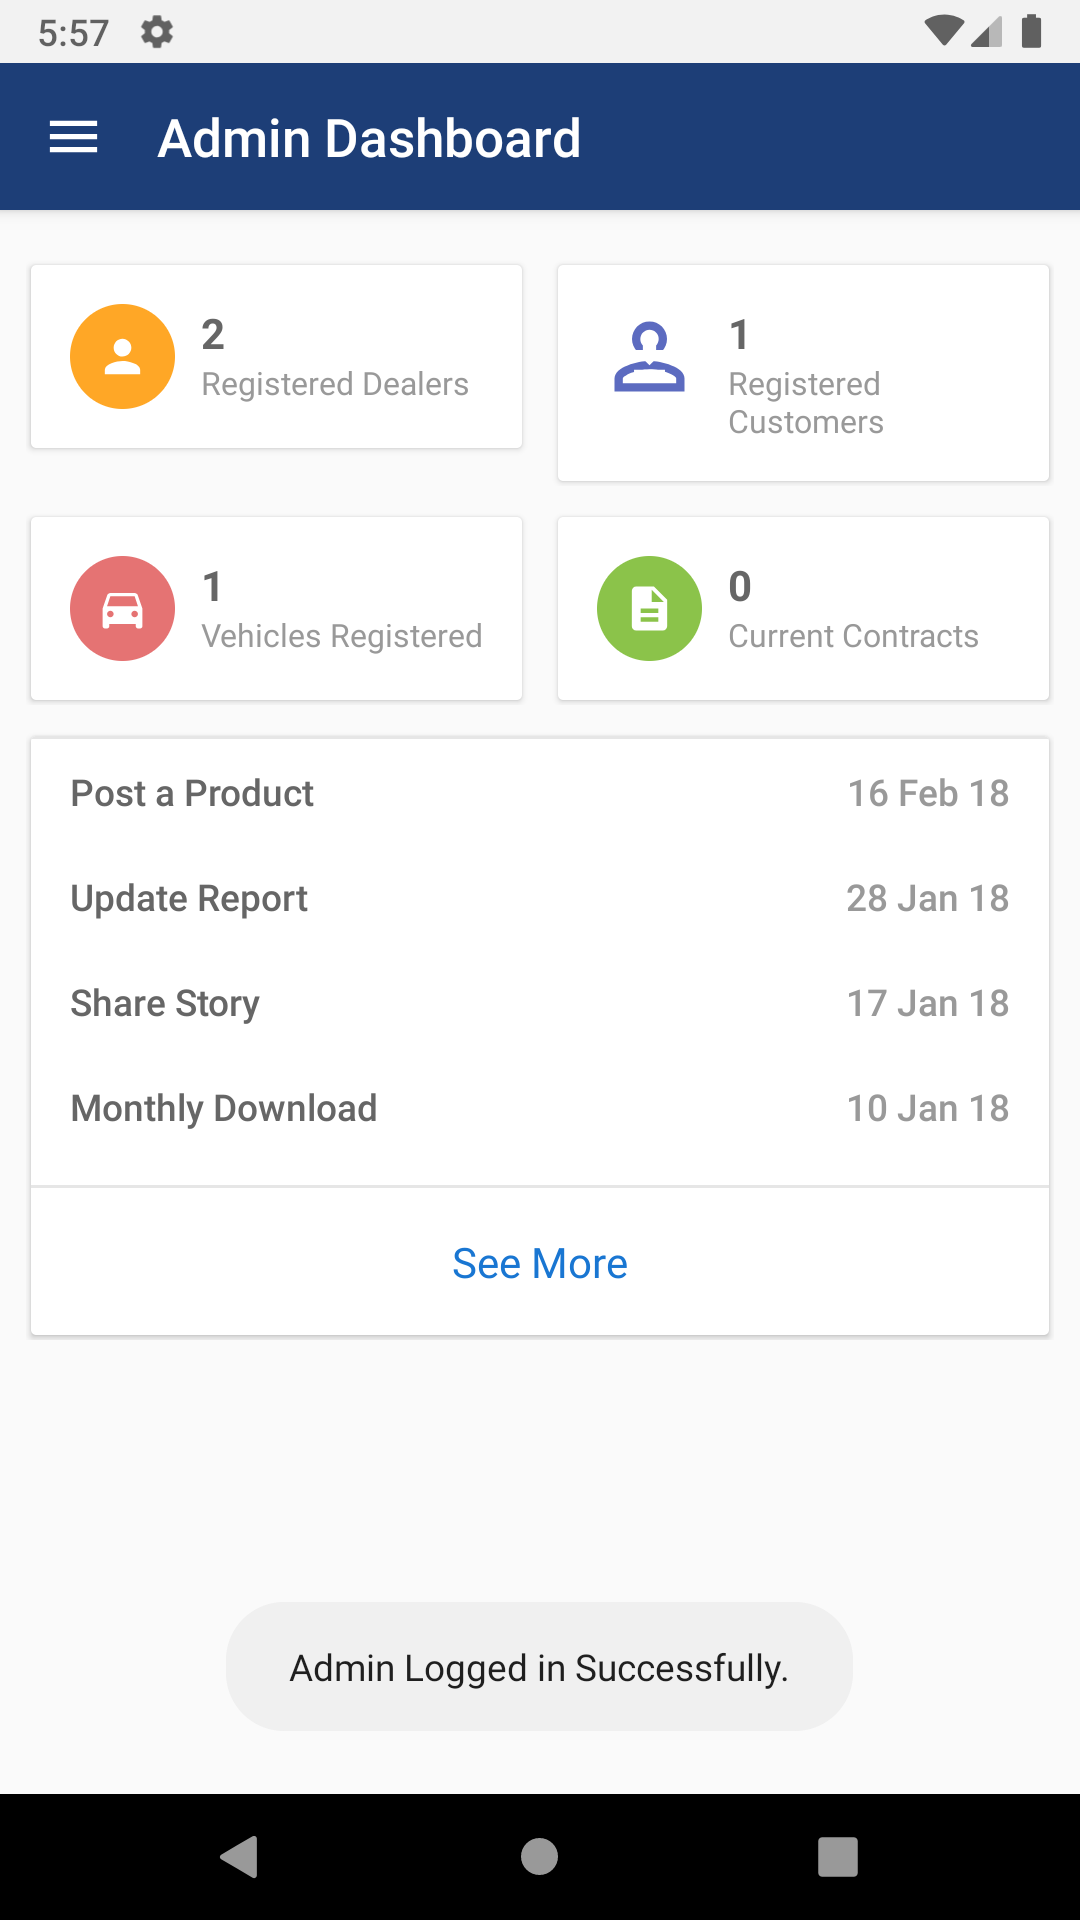 5:57
Admin Dashboard
2
Registered Dealers
1
Registered
Customers
1
Vehicles Registered
0
Current Contracts
Post a Product 16 Feb 18
Update Report 28 Jan 18
Share Story 17 Jan 18
Monthly Download 10 Jan 18
See More
Admin Logged in Successfully.